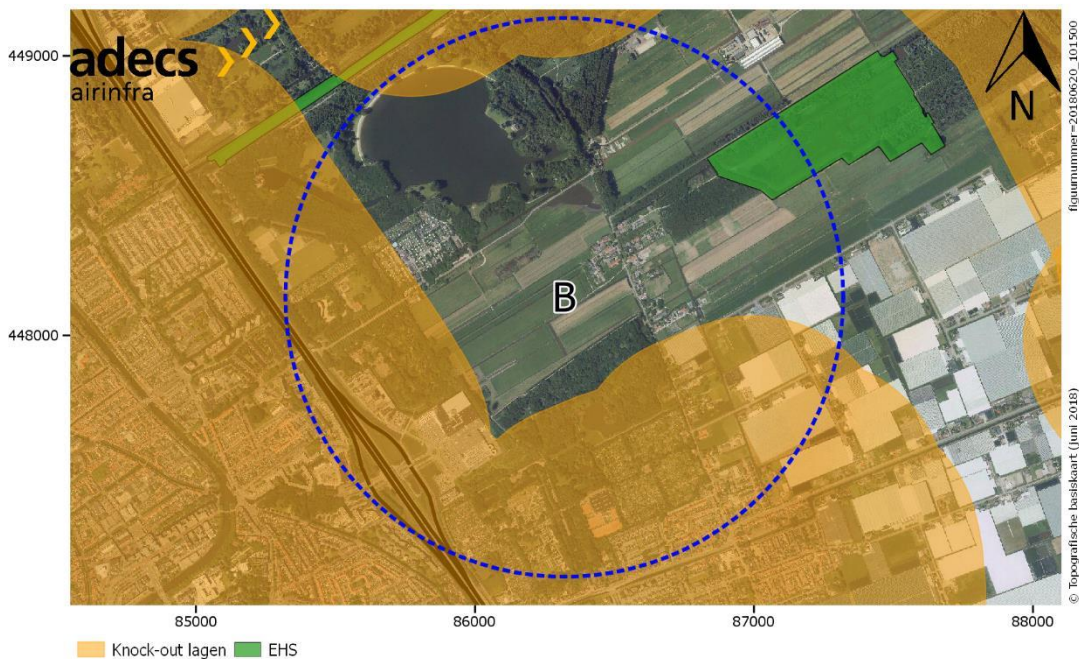 adecs
airinfra
449000
448000
B
N
figuurnummer=20180620_101500
© Topografische basiskaart (juni 2018)
85000
86000
87000
88000
Knock-out lagen
EHS